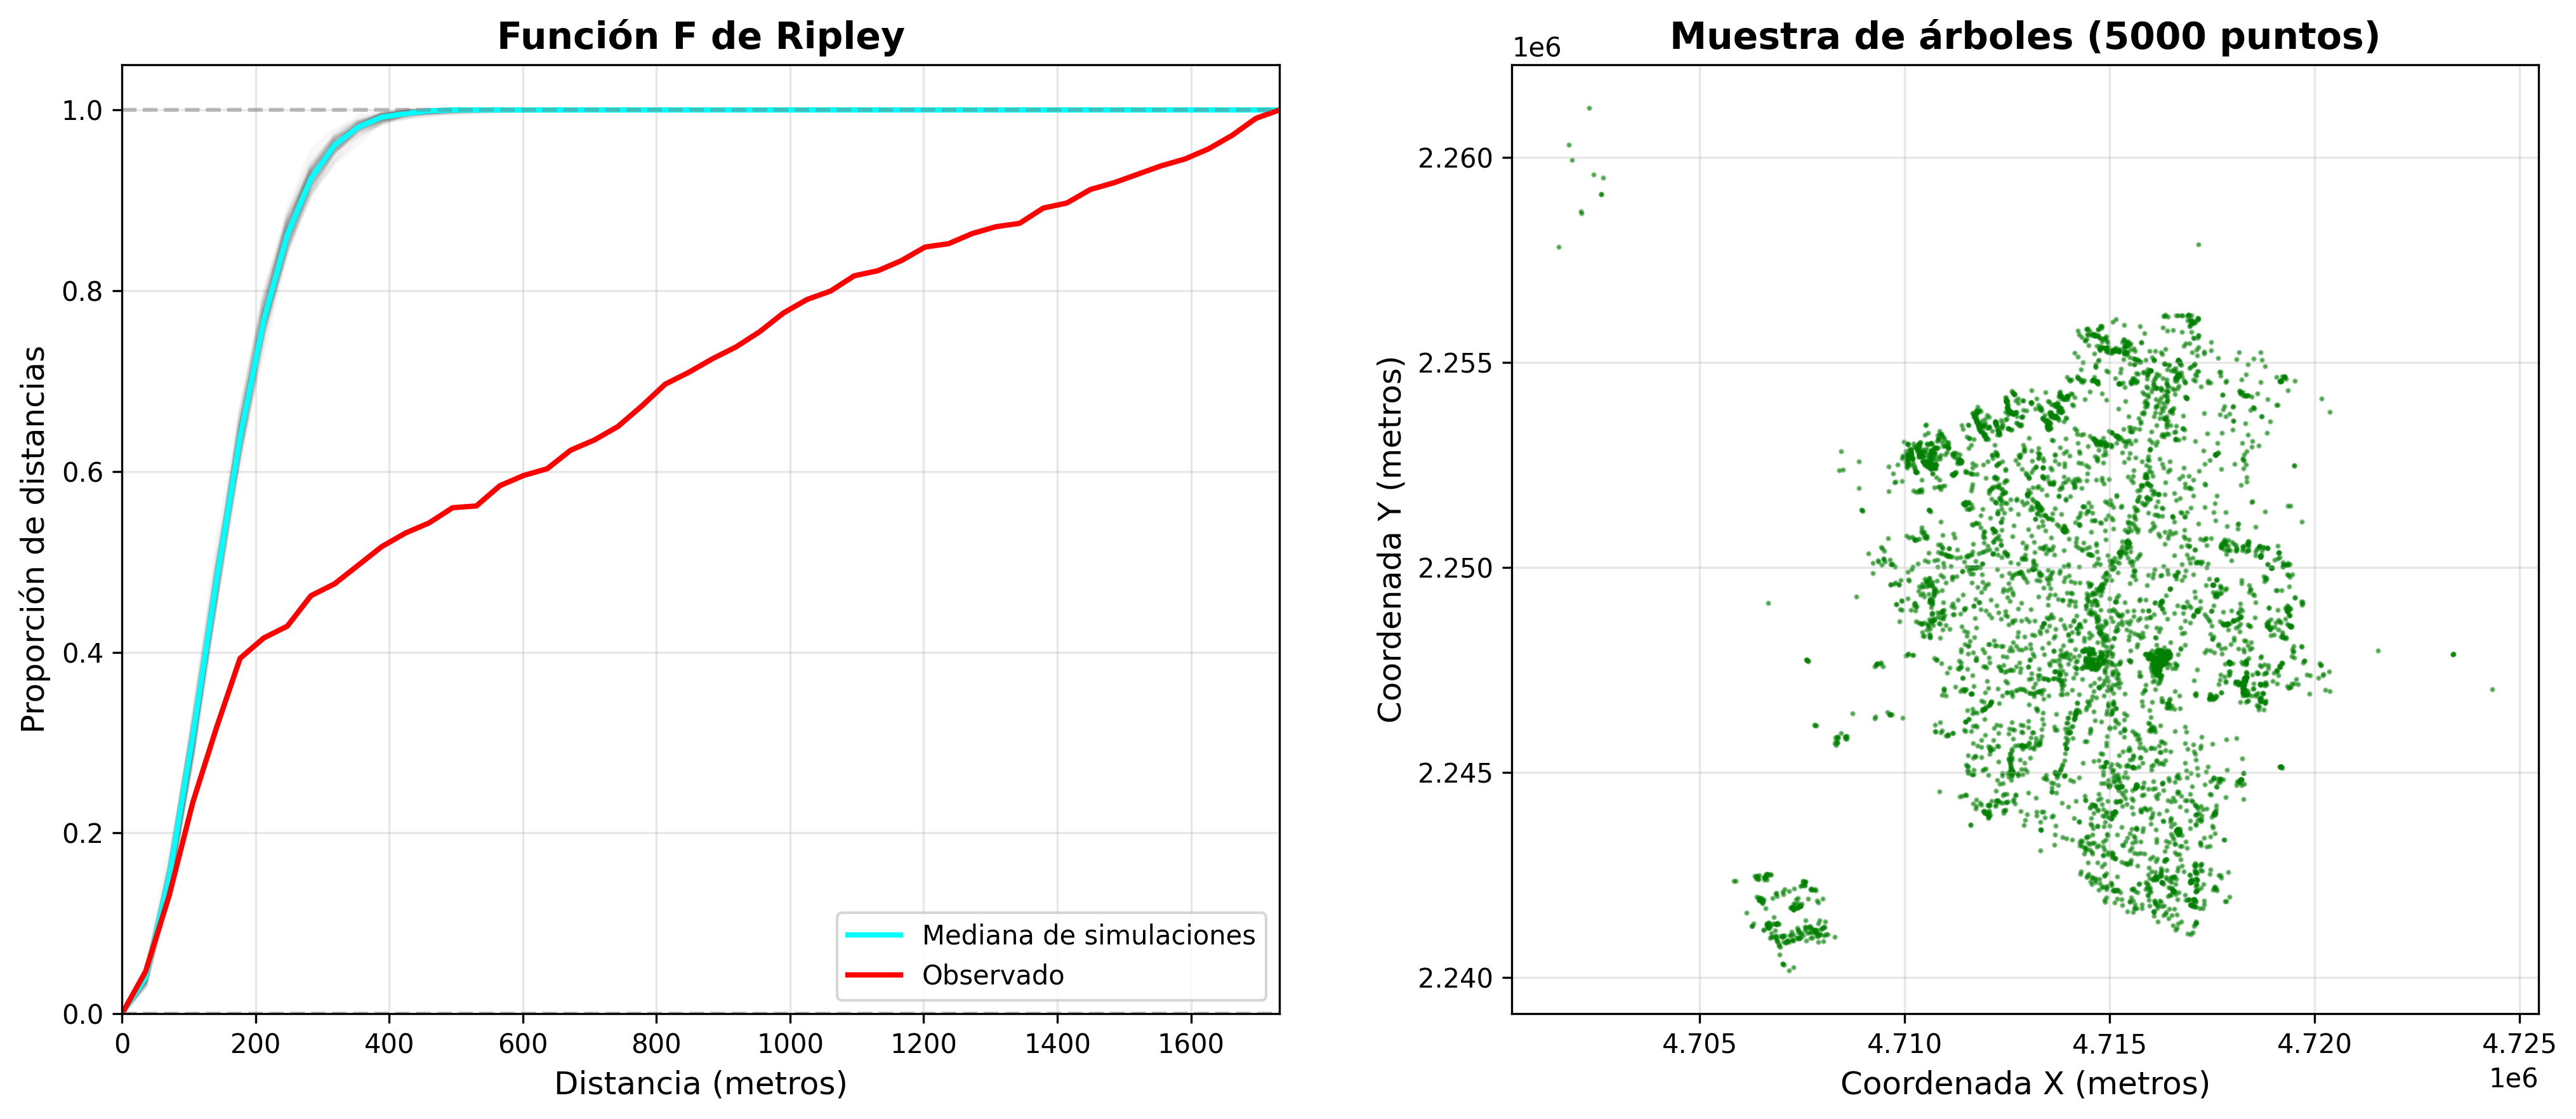 Función F de Ripley
Proporción de distancias
1.0
0.8
0.6
0.4
0.2
0.0
0 200 400 600 800 1000 1200 1400 1600
Distancia (metros)
Mediana de simulaciones
Observado
Muestra de árboles (5000 puntos)
1e6
Coordenada Y (metros)
2.260
2.255
2.250
2.245
2.240
4.705 4.710 4.715 4.720 4.725
1e6
Coordenada X (metros)